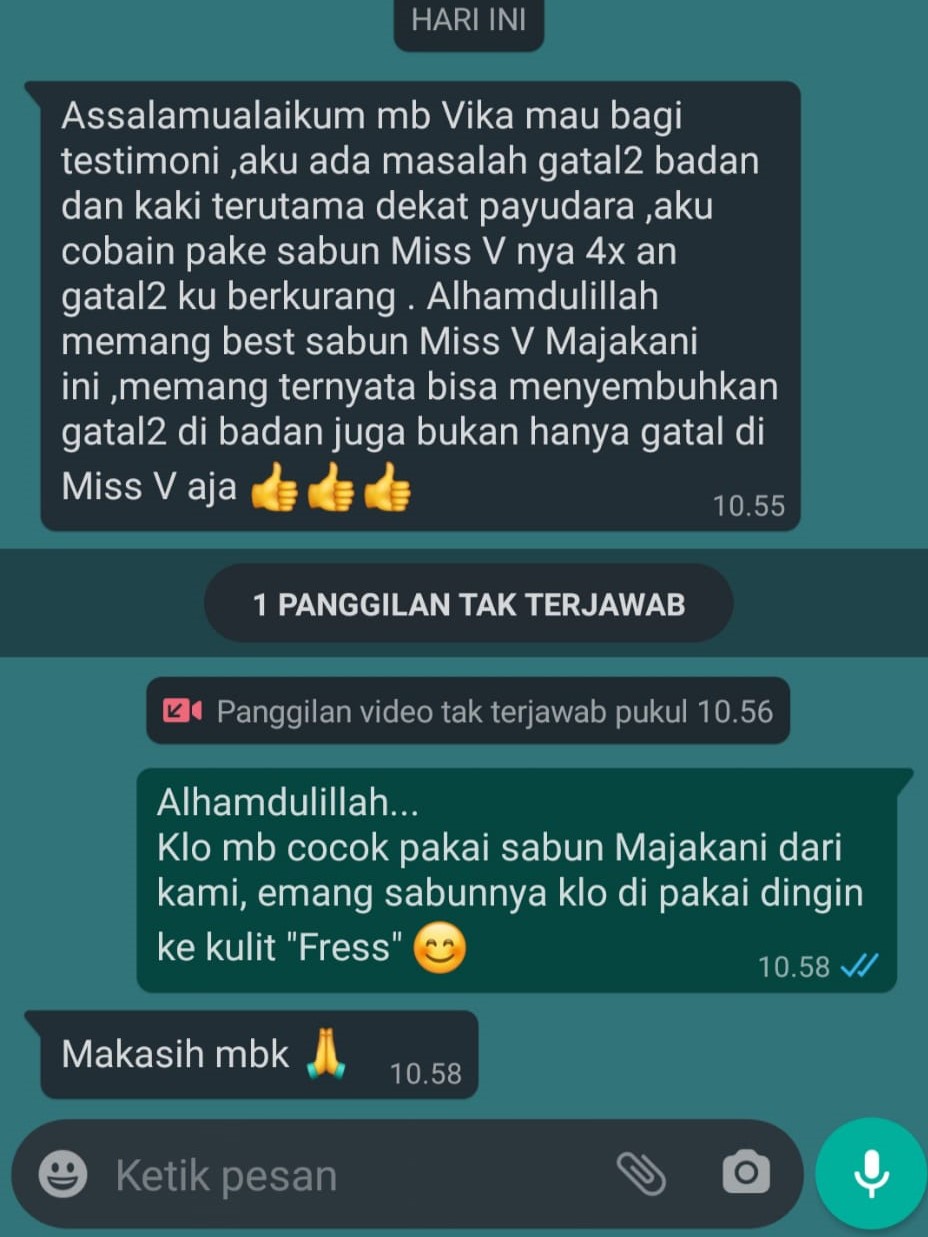 HARI INI
Assalamualaikum mb Vika mau bagi
testimoni ,aku ada masalah gatal2 badan
dan kaki terutama dekat payudara ,aku
cobain pake sabun Miss V nya 4x an
gatal2 ku berkurang . Alhamdulillah
memang best sabun Miss V Majakani
ini ,memang ternyata bisa menyembuhkan
gatal2 di badan juga bukan hanya gatal di
Miss V aja 👍👍👍
10.55
1 PANGGILAN TAK TERJAWAB
Panggilan video tak terjawab pukul 10.56
Alhamdulillah...
Klo mb cocok pakai sabun Majakani dari
kami, emang sabunnya klo di pakai dingin
ke kulit "Fress" 😊
10.58
Makasih mbk 🙏 10.58
Ketik pesan